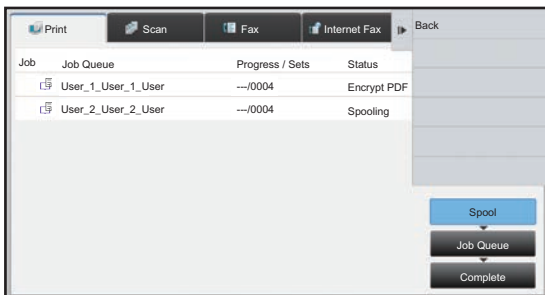 Print Scan Fax Internet Fax Back
Job Job Queue Progress / Sets Status
User_1_User_1_User ---/0004 Encrypt PDF
User_2_User_2_User ---/0004 Spooling
Spool
Job Queue
Complete